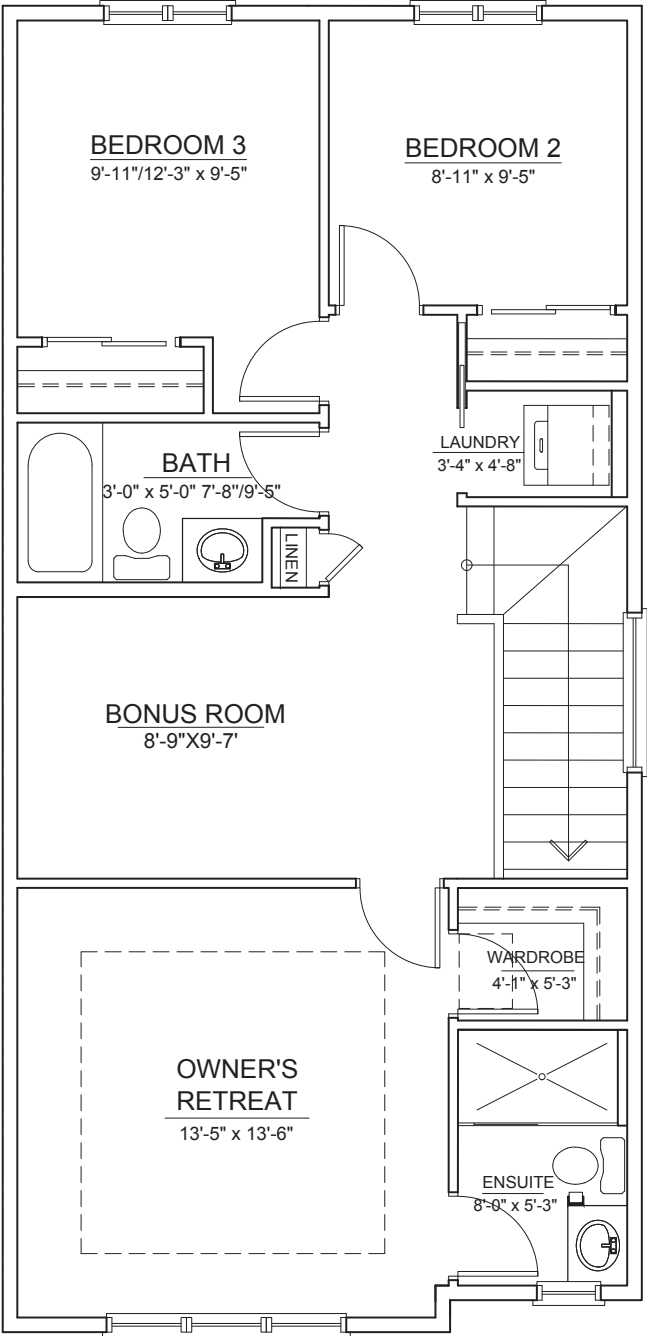 BEDROOM 3
9'-11"/12'-3" x 9'-5"
BEDROOM 2
8'-11" x 9'-5"
LAUNDRY
3'-4" x 4'-8"
BATH
3'-0" x 5'-0" 7'-8"/9'-5"
LINEN
BONUS ROOM
8'-9"X9'-7'
WARDROBE
4'-1" x 5'-3"
OWNER'S
RETREAT
13'-5" x 13'-6"
ENSUITE
8'-0" x 5'-3"